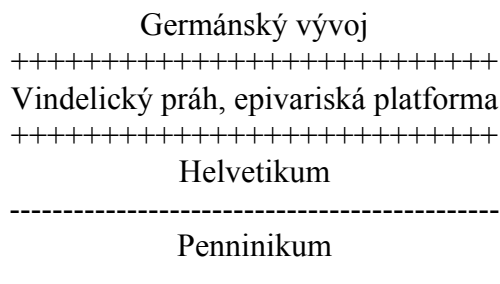 Germánský vývoj
+++++++++++++++++++++++++++
Vindelický práh, epivariská platforma
+++++++++++++++++++++++++++
Helvetikum
----------------------------------------------
Penninikum